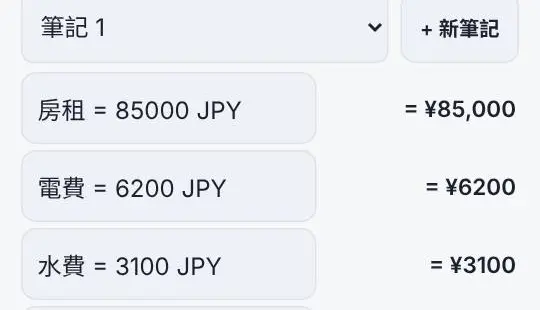 筆記 1
+ 新筆記
房租 = 85000 JPY
= ¥85,000
電費 = 6200 JPY
= ¥6200
水費 = 3100 JPY
= ¥3100